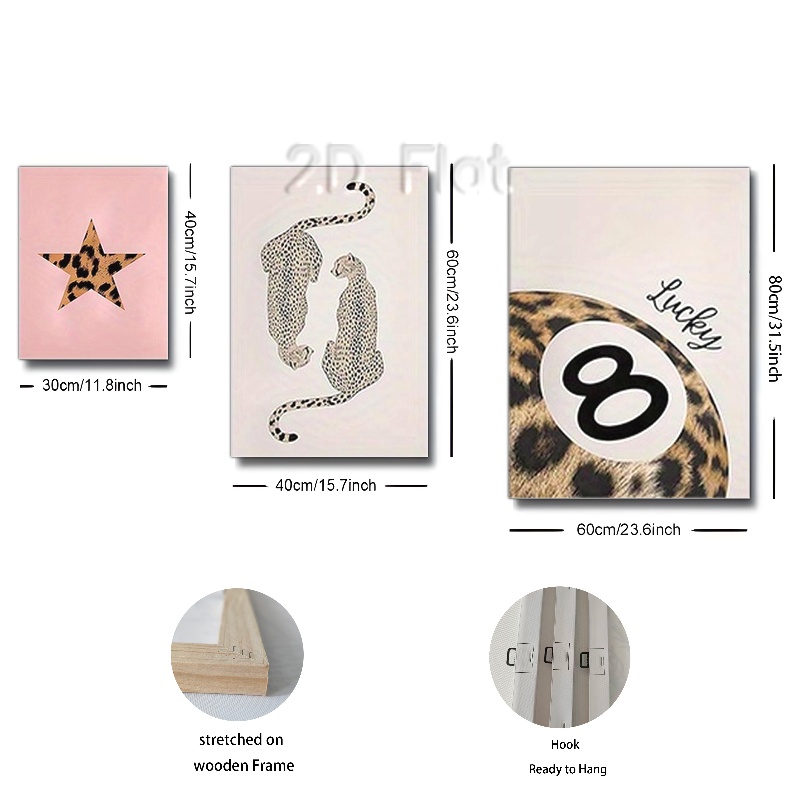 2D Flat
40cm/15.7inch
30cm/11.8inch
60cm/23.6inch
40cm/15.7inch
Lucky
8
80cm/31.5inch
60cm/23.6inch
stretched on
wooden Frame
Hook
Ready to Hang